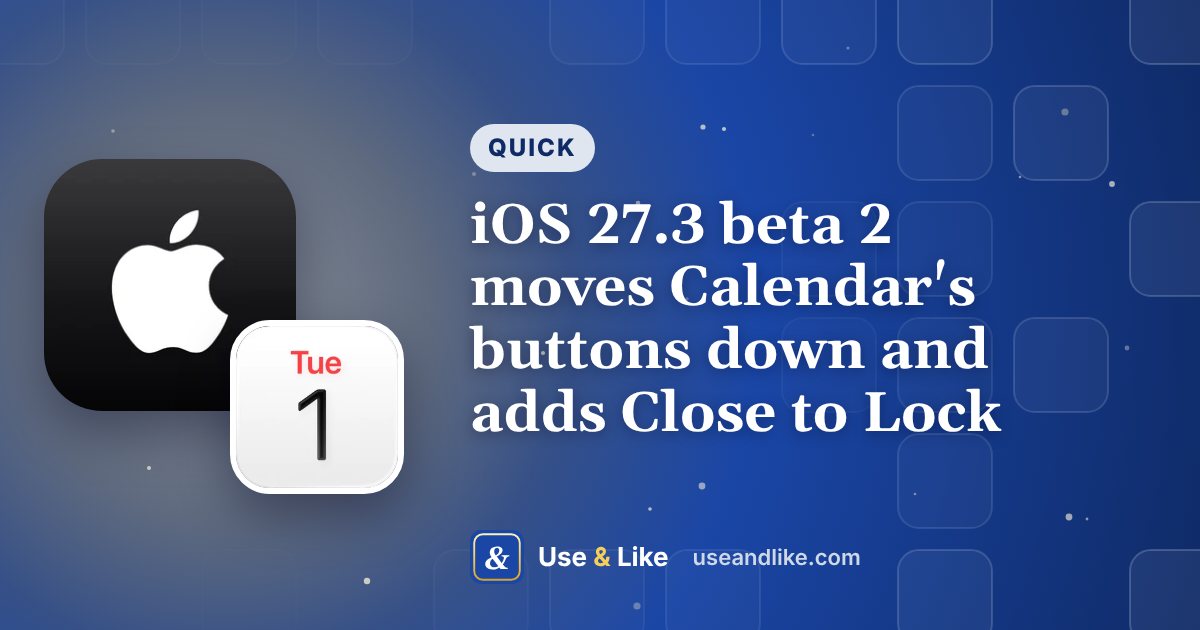 Tue
1
QUICK
iOS 27.3 beta 2
moves Calendar's
buttons down and
adds Close to Lock
& Use & Like useandlike.com